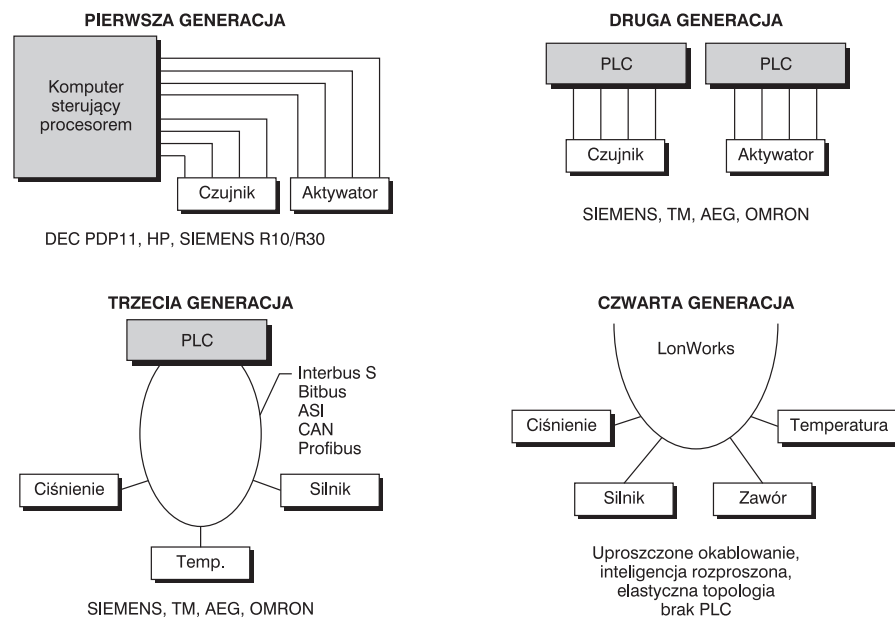 PIERWSZA GENERACJA
Komputer
sterujący
procesorem
Czujnik
Aktywator
DEC PDP11, HP, SIEMENS R10/R30
DRUGA GENERACJA
PLC
PLC
Czujnik
Aktywator
SIEMENS, TM, AEG, OMRON
TRZECIA GENERACJA
PLC
Interbus S
Bitbus
ASI
CAN
Profibus
Ciśnienie
Silnik
Temp.
SIEMENS, TM, AEG, OMRON
CZWARTA GENERACJA
LonWorks
Ciśnienie
Temperatura
Silnik
Zawór
Uproszczone okablowanie,
inteligencja rozproszona,
elastyczna topologia
brak PLC